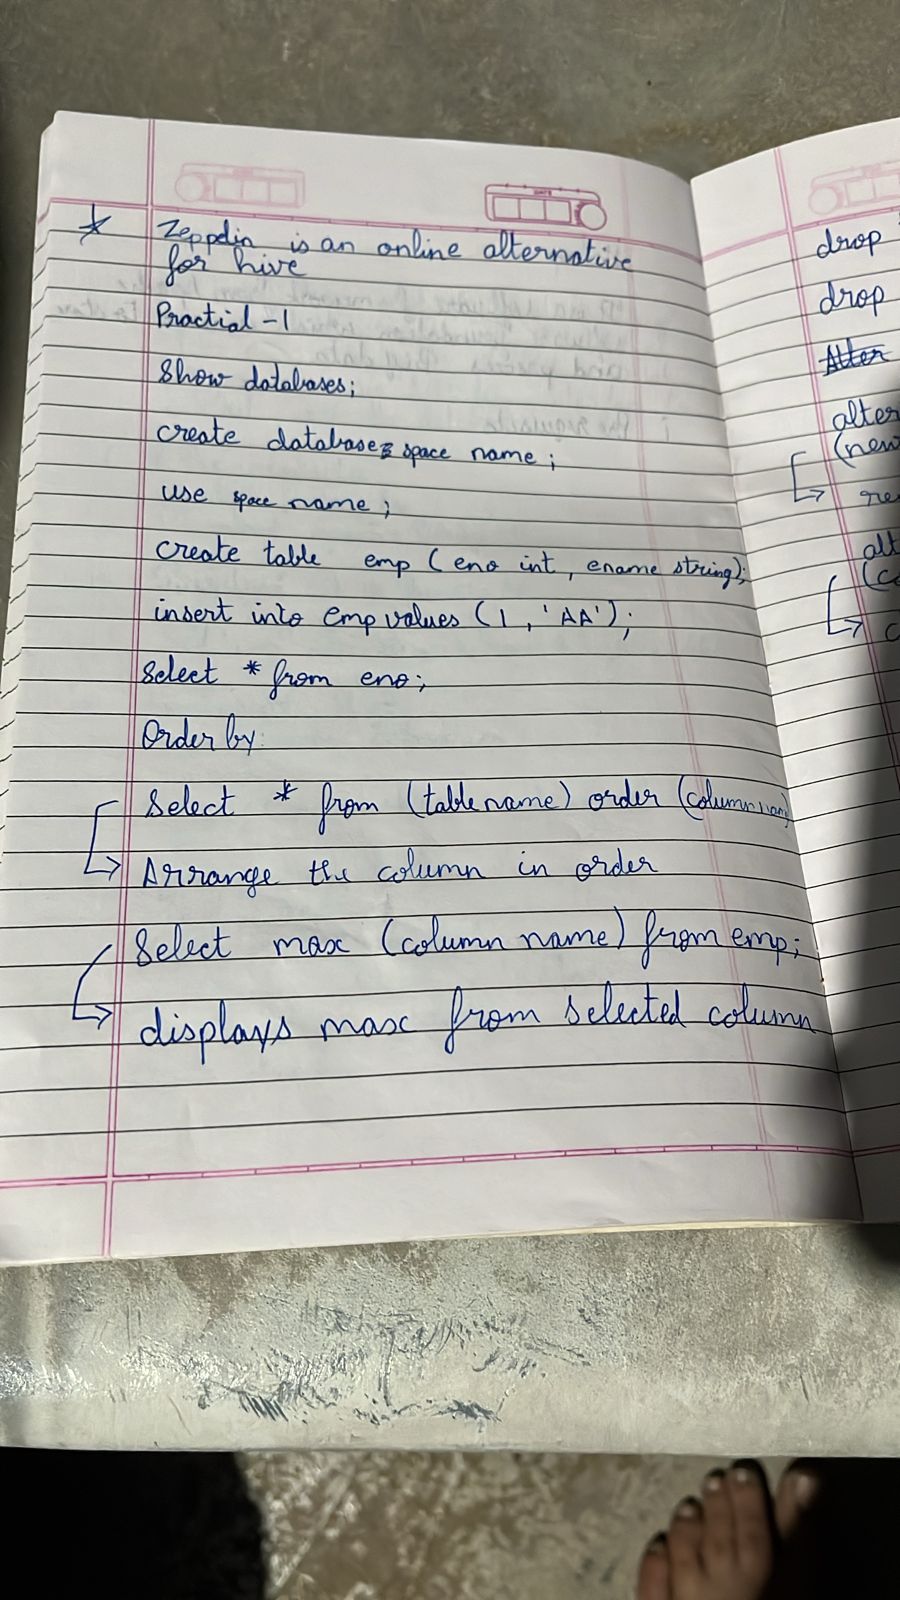 Zeppelin is an online alternative
for hive
Practial - 1
Show databases;
create database space name;
use space name;
create table emp (eno int, ename string);
insert into emp values (1, 'AA');
Select * from eno;
Order by:
Select * from (table name) order (column name)
Arrange the column in order
Select max (column name) from emp;
displays max from selected column
drop
drop
Alter
alter
(new